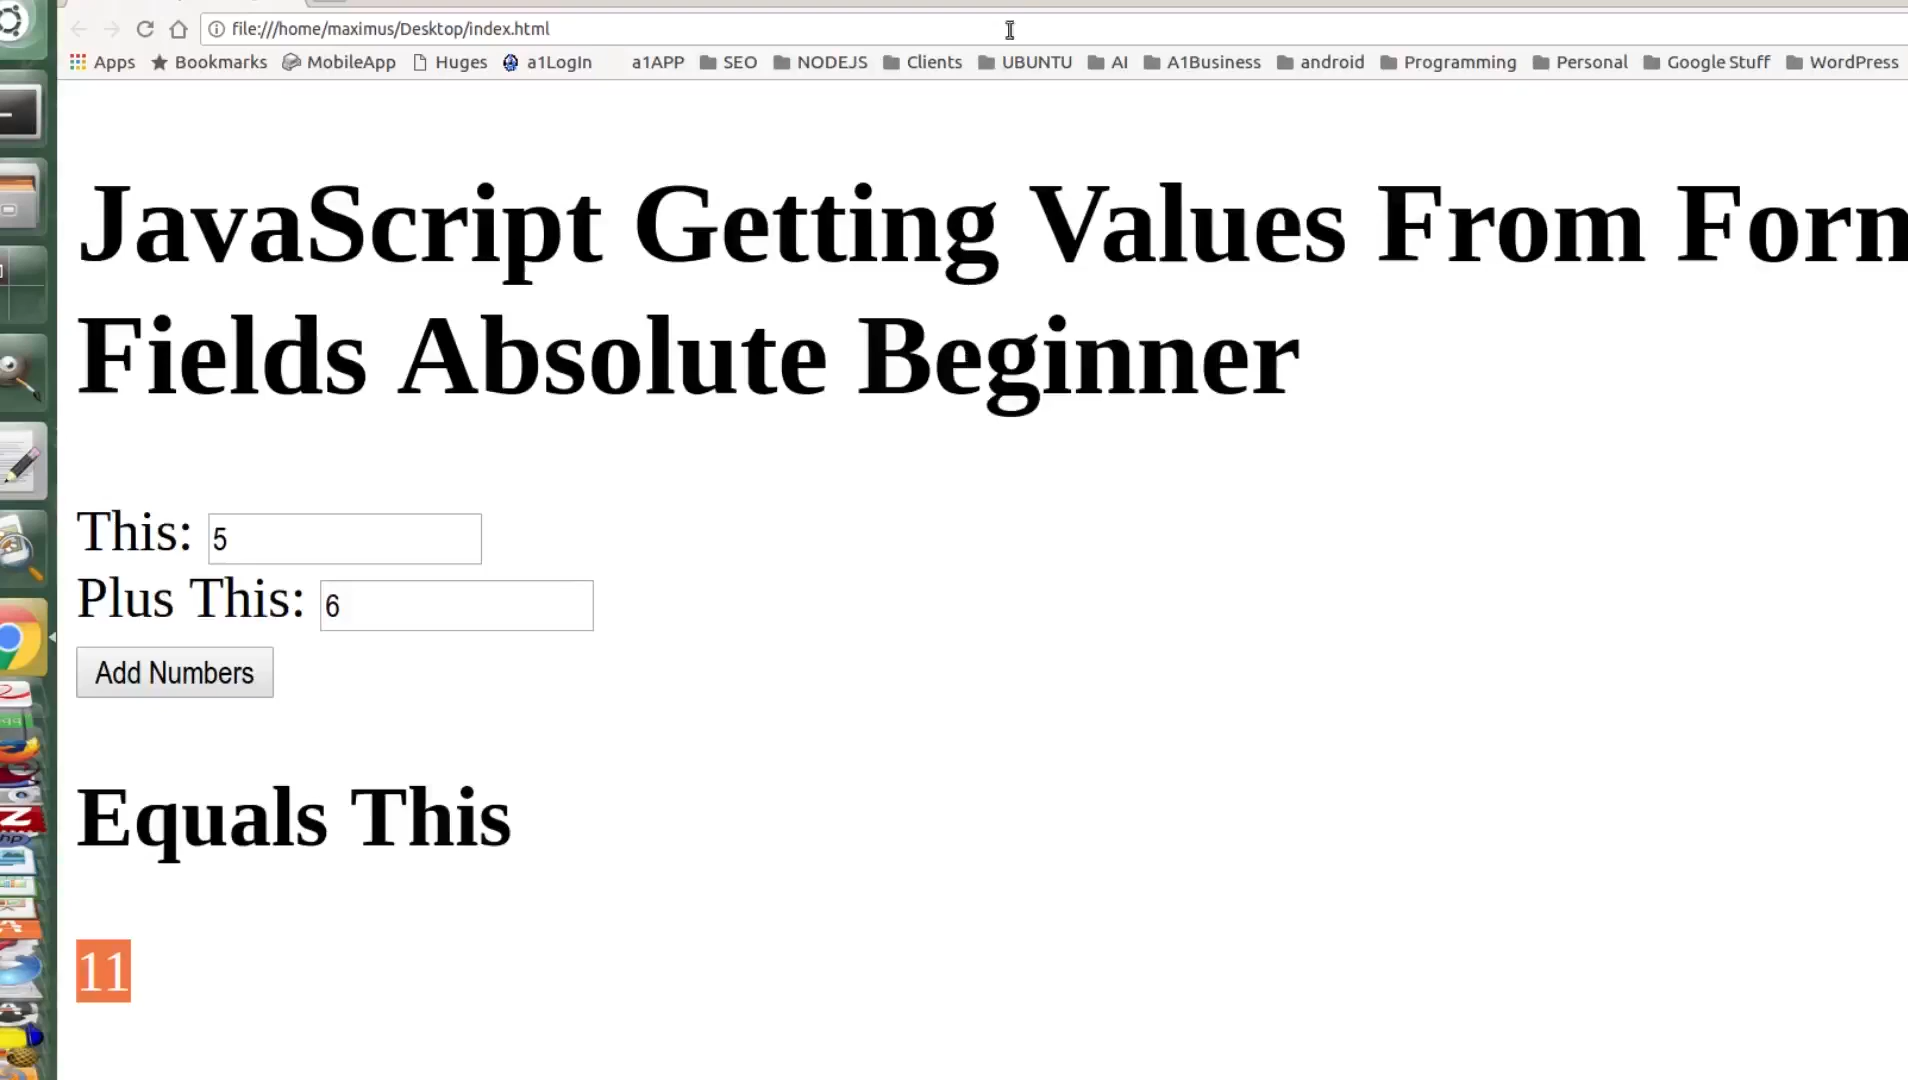 file:///home/maximus/Desktop/index.html
Apps Bookmarks MobileApp Huges a1LogIn a1APP SEO NODEJS Clients UBUNTU AI A1Business android Programming Personal Google Stuff WordPress
JavaScript Getting Values From Form
Fields Absolute Beginner
This: 5
Plus This: 6
Add Numbers
Equals This
11